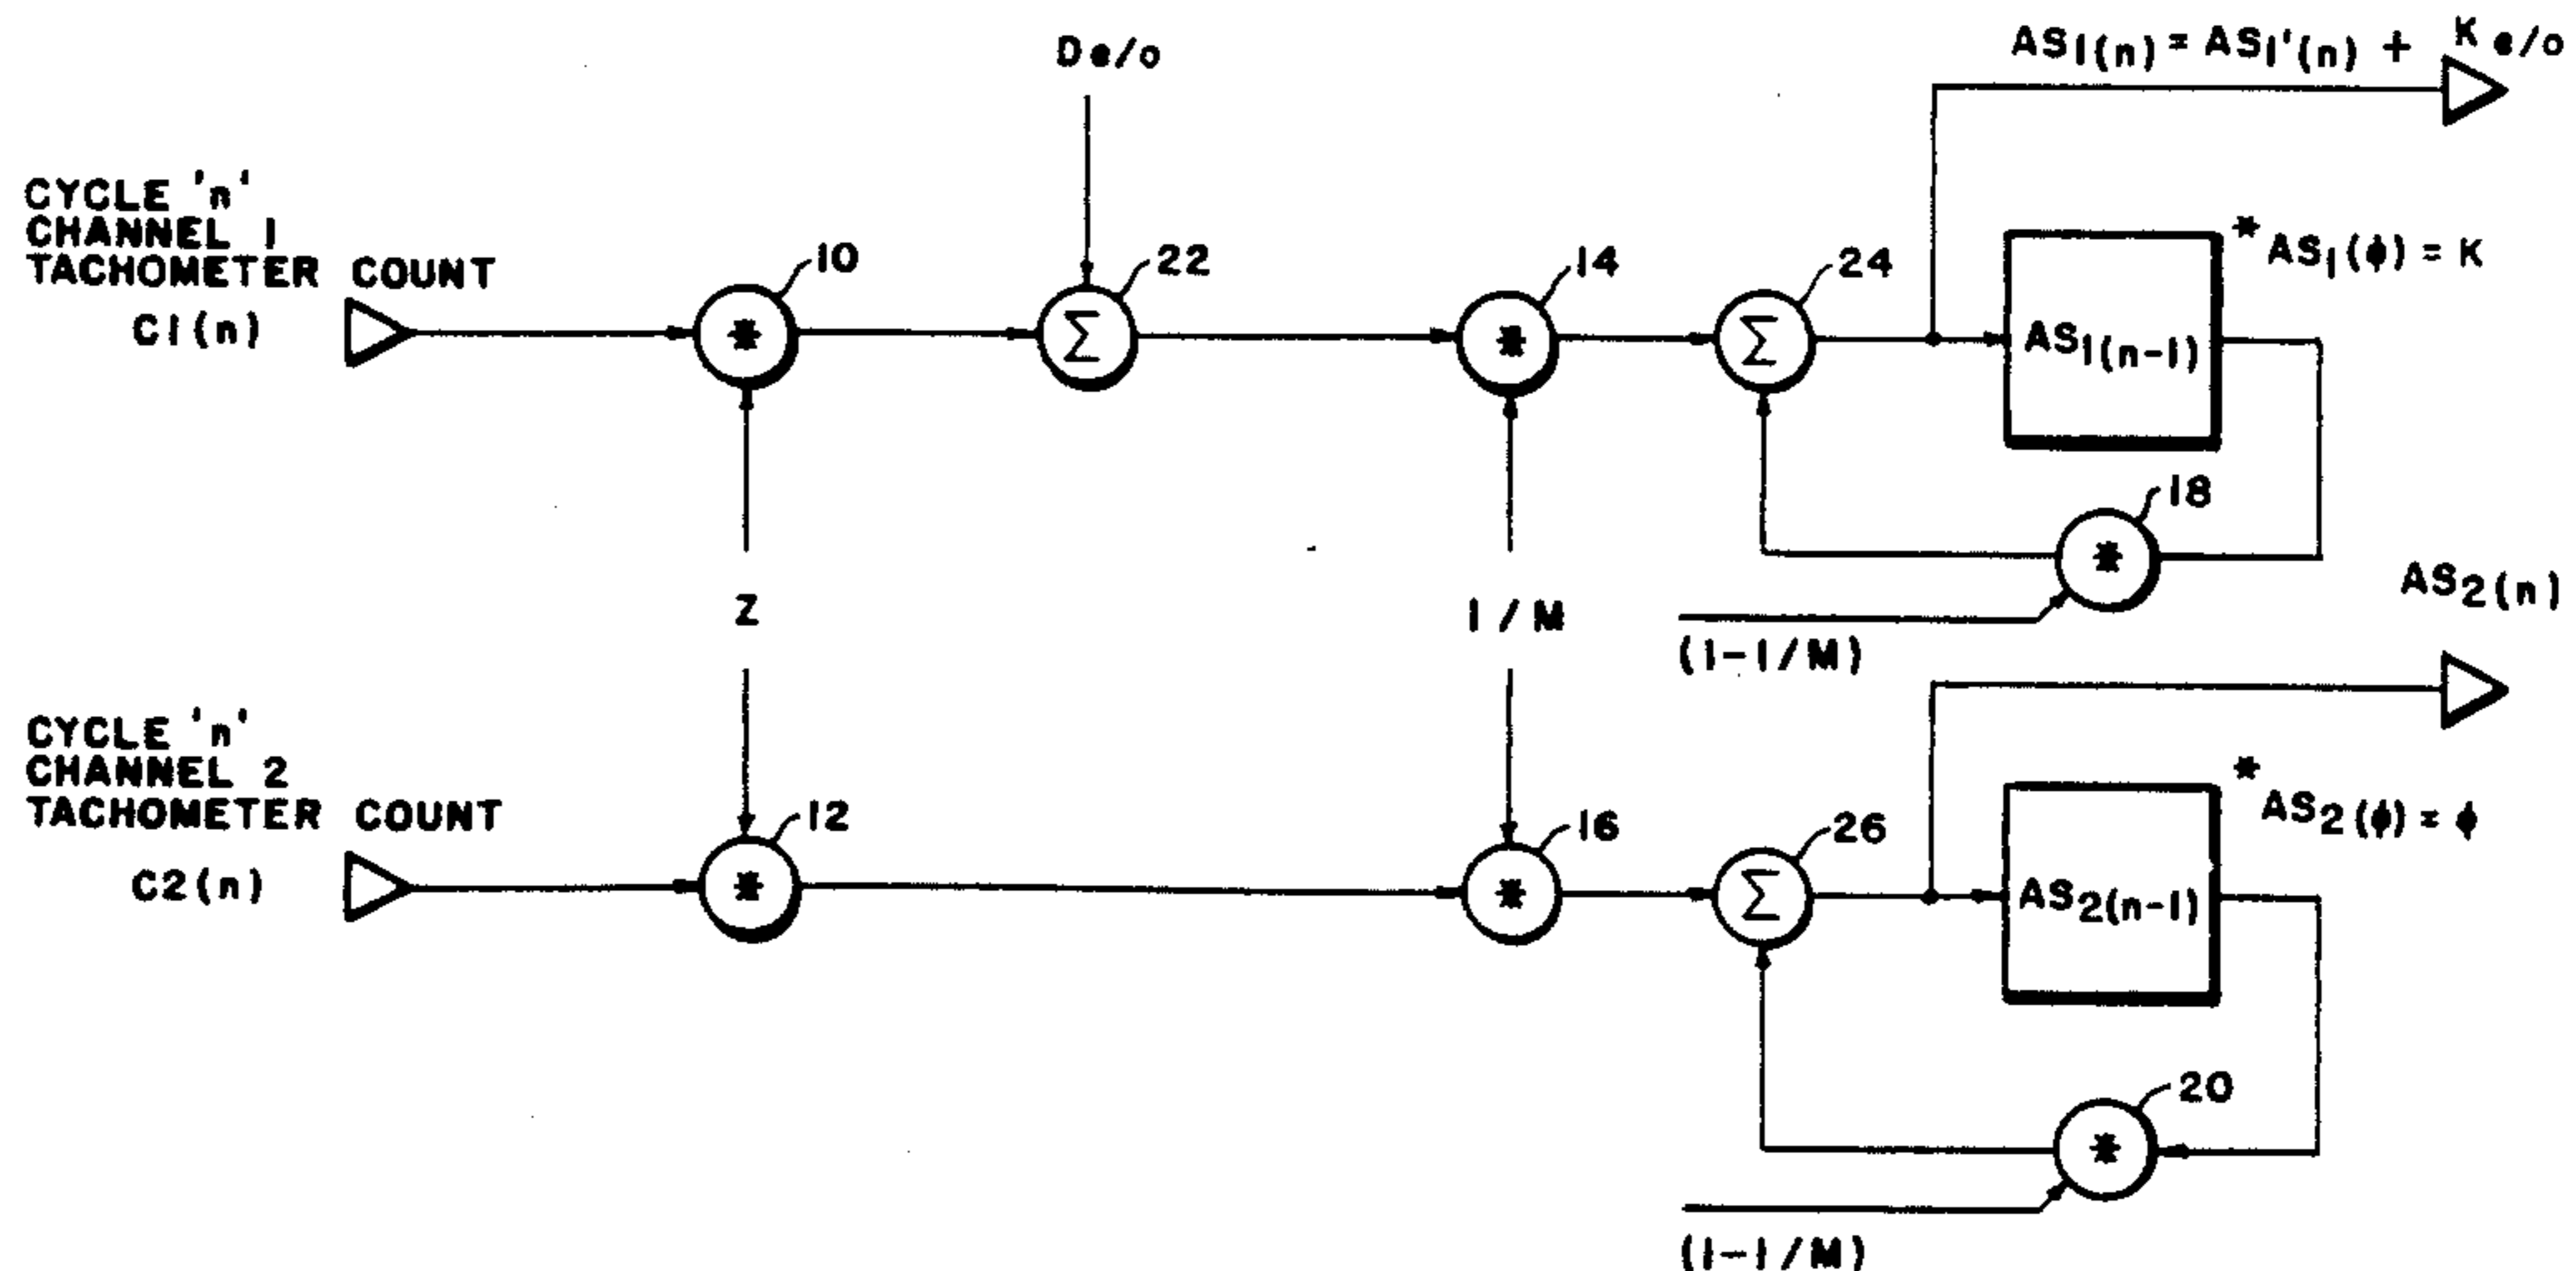 De/o
AS1(n) = AS1'(n) + K e/o
CYCLE 'n'
CHANNEL 1
TACHOMETER COUNT
C1(n)
10
22
14
24
*AS1(ϕ) = K
*
Σ
*
Σ
AS1(n-1)
18
*
(1-1/M)
Z
1/M
AS2(n)
CYCLE 'n'
CHANNEL 2
TACHOMETER COUNT
C2(n)
12
16
26
*AS2(ϕ) = ϕ
*
*
Σ
AS2(n-1)
20
*
(1-1/M)